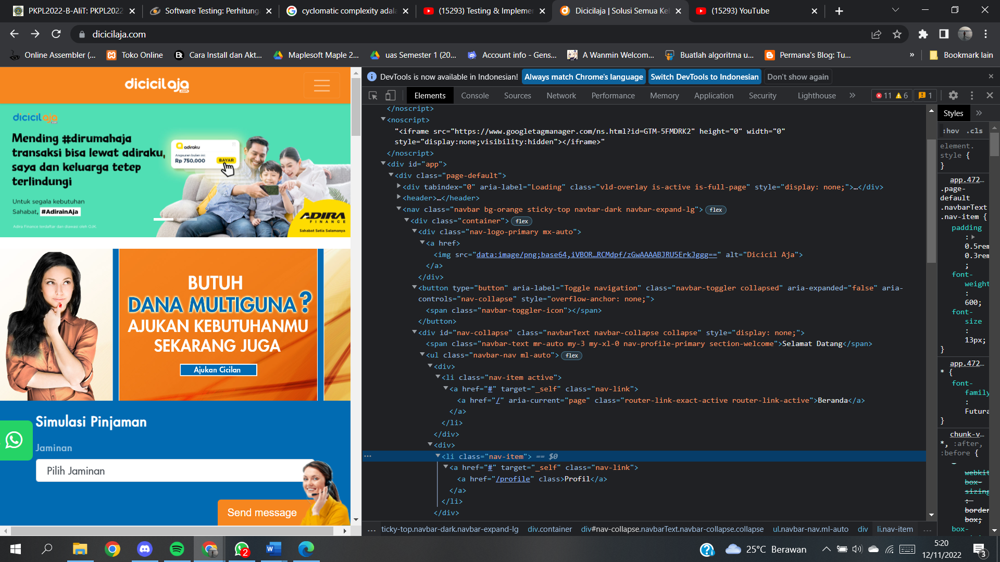 PKPL2022-B-AliT: PKPL2022
Software Testing: Perhitung
cyclomatic complexity adala
(15293) Testing & Implemen
Dicicilaja | Solusi Semua Ke
(15293) YouTube
dicicilaja.com
Online Assembler (...
Toko Online
Cara Install dan Akt...
Maplesoft Maple 2...
uas Semester 1 (20...
Account info - Gens...
A Wanmin Welcom...
Buatlah algoritma u...
Permana's Blog: Tu...
»
Bookmark lain
dicicilaja
.com
dicicilaja
Mending #dirumahaja
transaksi bisa lewat adiraku,
saya dan keluarga tetep
terlindungi
Untuk segala kebutuhan
Sahabat, #AdirainAja
Adira Finance terdaftar dan diawasi oleh OJK.
adiraku
Angsuran bulan ini:
Rp 750.000
BAYAR
ADIRA
FINANCE
Sahabat Setia Selamanya
BUTUH
DANA MULTIGUNA?
AJUKAN KEBUTUHANMU
SEKARANG JUGA
Ajukan Cicilan
Simulasi Pinjaman
Jaminan
Pilih Jaminan
Send message
DevTools is now available in Indonesian!
Always match Chrome's language
Switch DevTools to Indonesian
Don't show again
Elements
Console
Sources
Network
Performance
Memory
Application
Security
Lighthouse
»
11
6
1
</noscript>
<noscript>
"<iframe src="https://www.googletagmanager.com/ns.html?id=GTM-5FMDRK2" height="0" width="0"
style="display:none;visibility:hidden"></iframe>"
</noscript>
<div id="app">
<div class="page-default">
<div tabindex="0" aria-label="Loading" class="vld-overlay is-active is-full-page" style="display: none;">…</div>
<header>…</header>
<nav class="navbar bg-orange sticky-top navbar-dark navbar-expand-lg"> flex
<div class="container"> flex
<div class="nav-logo-primary mx-auto">
<a href>
<img src="data:image/png;base64,iVBOR…RCMdpf/zGwAAAABJRU5ErkJggg==" alt="Dicicil Aja">
</a>
</div>
<button type="button" aria-label="Toggle navigation" class="navbar-toggler collapsed" aria-expanded="false" aria-
controls="nav-collapse" style="overflow-anchor: none;">
<span class="navbar-toggler-icon"></span>
</button>
<div id="nav-collapse" class="navbarText navbar-collapse collapse" style="display: none;">
<span class="navbar-text mr-auto my-3 my-xl-0 nav-profile-primary section-welcome">Selamat Datang</span>
<ul class="navbar-nav ml-auto"> flex
<div>
<li class="nav-item active">
<a href="#" target="_self" class="nav-link">
<a href="/" aria-current="page" class="router-link-exact-active router-link-active">Beranda</a>
</a>
</li>
</div>
<div>
... <li class="nav-item"> == $0
<a href="#" target="_self" class="nav-link">
<a href="/profile" class>Profil</a>
</a>
</li>
</div>
... ticky-top.navbar-dark.navbar-expand-lg div.container div#nav-collapse.navbarText.navbar-collapse.collapse ul.navbar-nav.ml-auto div li.nav-item ...
Styles »
:hov .cls
element.
style {
}
app.472…
.page-
default
.navbarText
.nav-item {
padding
:
0.5rem
0.3rem
;
font-
weight
:
600;
font-
size
:
13px;
}
app.472…
* {
font-
family
:
Futura
}
chunk-v…
*, :after,
:before {
webkit
box-
sizing
:
border
box;
box-
2
25°C Berawan
5:20
12/11/2022
3